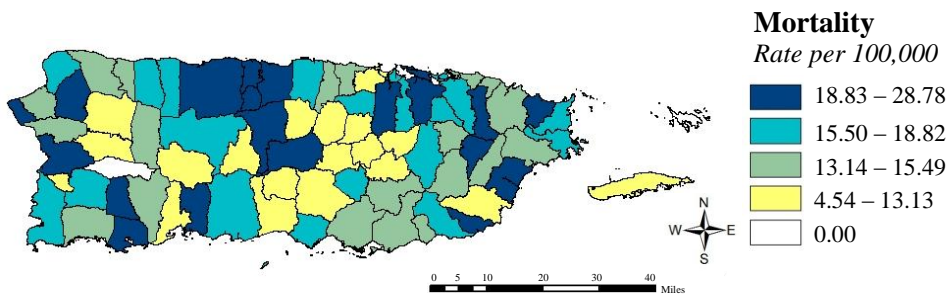 Mortality
Rate per 100,000
18.83 – 28.78
15.50 – 18.82
13.14 – 15.49
4.54 – 13.13
0.00
N
W E
S
0 5 10 20 30 40
Miles